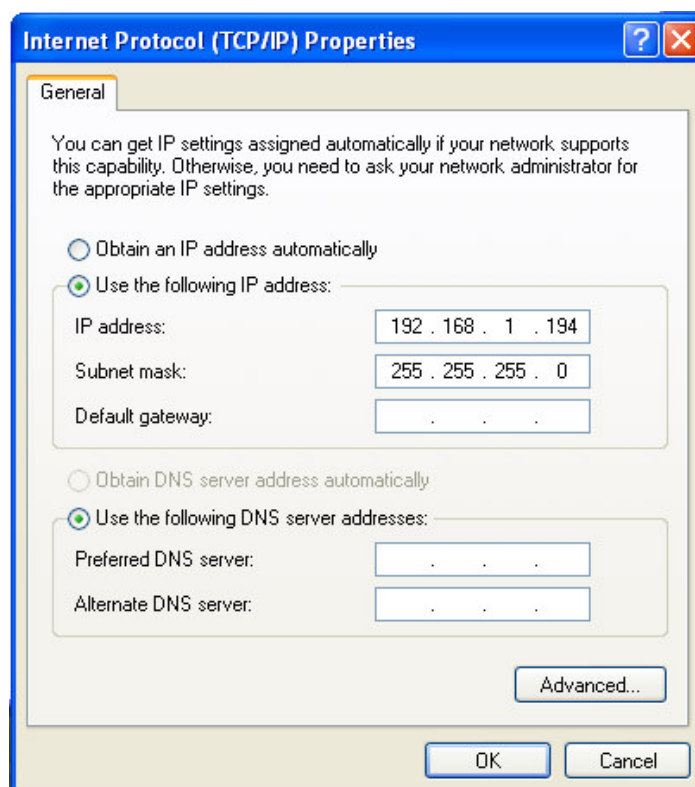 Internet Protocol (TCP/IP) Properties
General
You can get IP settings assigned automatically if your network supports
this capability. Otherwise, you need to ask your network administrator for
the appropriate IP settings.
Obtain an IP address automatically
Use the following IP address:
IP address: 192 . 168 . 1 . 194
Subnet mask: 255 . 255 . 255 . 0
Default gateway: . . .
Obtain DNS server address automatically
Use the following DNS server addresses:
Preferred DNS server: . . .
Alternate DNS server: . . .
Advanced...
OK Cancel